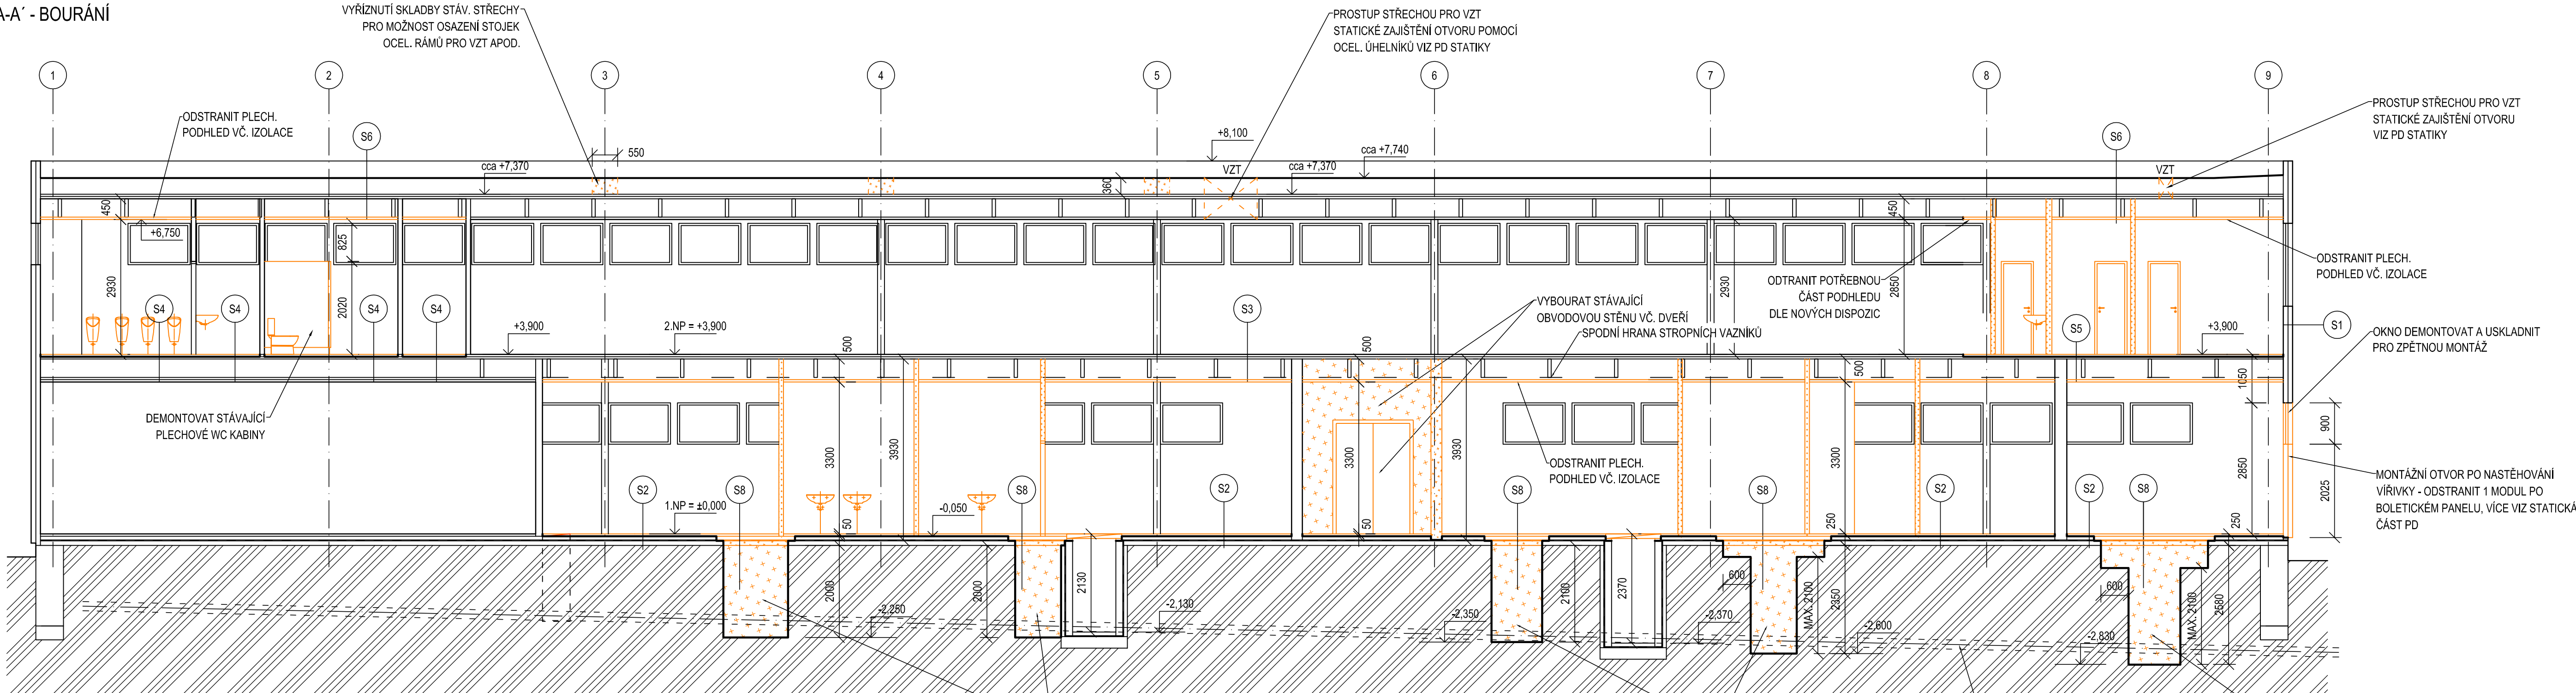 A-A´ - BOURÁNÍ
VYŘÍZNUTÍ SKLADBY STÁV. STŘECHY
PRO MOŽNOST OSAZENÍ STOJEK
OCEL. RÁMŮ PRO VZT APOD.
PROSTUP STŘECHOU PRO VZT
STATICKÉ ZAJIŠTĚNÍ OTVORU POMOCÍ
OCEL. ÚHELNÍKŮ VIZ PD STATIKY
1
2
3
4
5
6
7
8
9
ODSTRANIT PLECH.
PODHLED VČ. IZOLACE
S6
PROSTUP STŘECHOU PRO VZT
STATICKÉ ZAJIŠTĚNÍ OTVORU
VIZ PD STATIKY
S6
+8,100
550
cca +7,370
VZT
cca +7,370
cca +7,740
VZT
360
450
+6,750
825
2930
2020
450
2930
2850
ODSTRANIT PLECH.
PODHLED VČ. IZOLACE
ODTRANIT POTŘEBNOU
ČÁST PODHLEDU
DLE NOVÝCH DISPOZIC
S4
S4
S4
S4
S3
VYBOURAT STÁVAJÍCÍ
OBVODOVOU STĚNU VČ. DVEŘÍ
SPODNÍ HRANA STROPNÍCH VAZNÍKŮ
S5
S1
+3,900
2.NP = +3,900
+3,900
500
500
500
OKNO DEMONTOVAT A USKLADNIT
PRO ZPĚTNOU MONTÁŽ
1050
DEMONTOVAT STÁVAJÍCÍ
PLECHOVÉ WC KABINY
900
3300
3930
3300
3930
3300
2850
2025
ODSTRANIT PLECH.
PODHLED VČ. IZOLACE
MONTÁŽNÍ OTVOR PO NASTĚHOVÁNÍ
VÍŘIVKY - ODSTRANIT 1 MODUL PO
BOLETICKÉM PANELU, VÍCE VIZ STATICKÁ
ČÁST PD
S2
S8
S8
S2
S8
S8
S2
S2
S8
1.NP = ±0,000
-0,050
50
50
250
250
250
2000
2800
2130
2100
2370
600
MAX. 2100
2350
600
MAX. 2100
2580
-2,250
-2,130
-2,350
-2,370
-2,600
-2,830